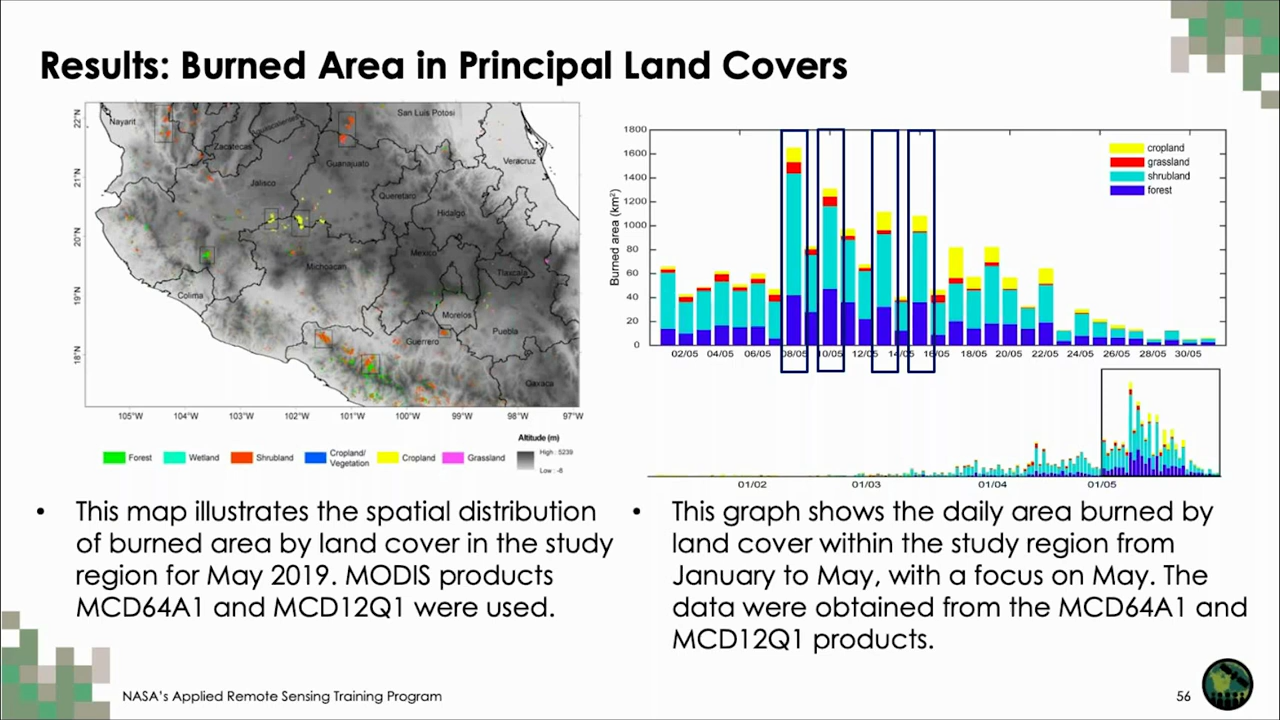 Results: Burned Area in Principal Land Covers
22°N
21°N
20°N
19°N
18°N
Nayarit
Zacatecas
San Luis Potosi
Guanajuato
Veracruz
Jalisco
Queretaro
Hidalgo
Michoacan
Mexico
Tlaxcala
Colima
Morelos
Puebla
Guerrero
Oaxaca
105°W 104°W 103°W 102°W 101°W 100°W 99°W 98°W 97°W
Altitude (m)
High : 5239
Low : -8
Forest Wetland Shrubland Cropland/ Vegetation Cropland Grassland
Burned area (km²)
1800
1600
1400
1200
1000
80
60
40
20
0
cropland
grassland
shrubland
forest
02/05 04/05 06/05 08/05 10/05 12/05 14/05 16/05 18/05 20/05 22/05 24/05 26/05 28/05 30/05
01/02 01/03 01/04 01/05
• This map illustrates the spatial distribution
of burned area by land cover in the study
region for May 2019. MODIS products
MCD64A1 and MCD12Q1 were used.
• This graph shows the daily area burned by
land cover within the study region from
January to May, with a focus on May. The
data were obtained from the MCD64A1 and
MCD12Q1 products.
NASA's Applied Remote Sensing Training Program
56